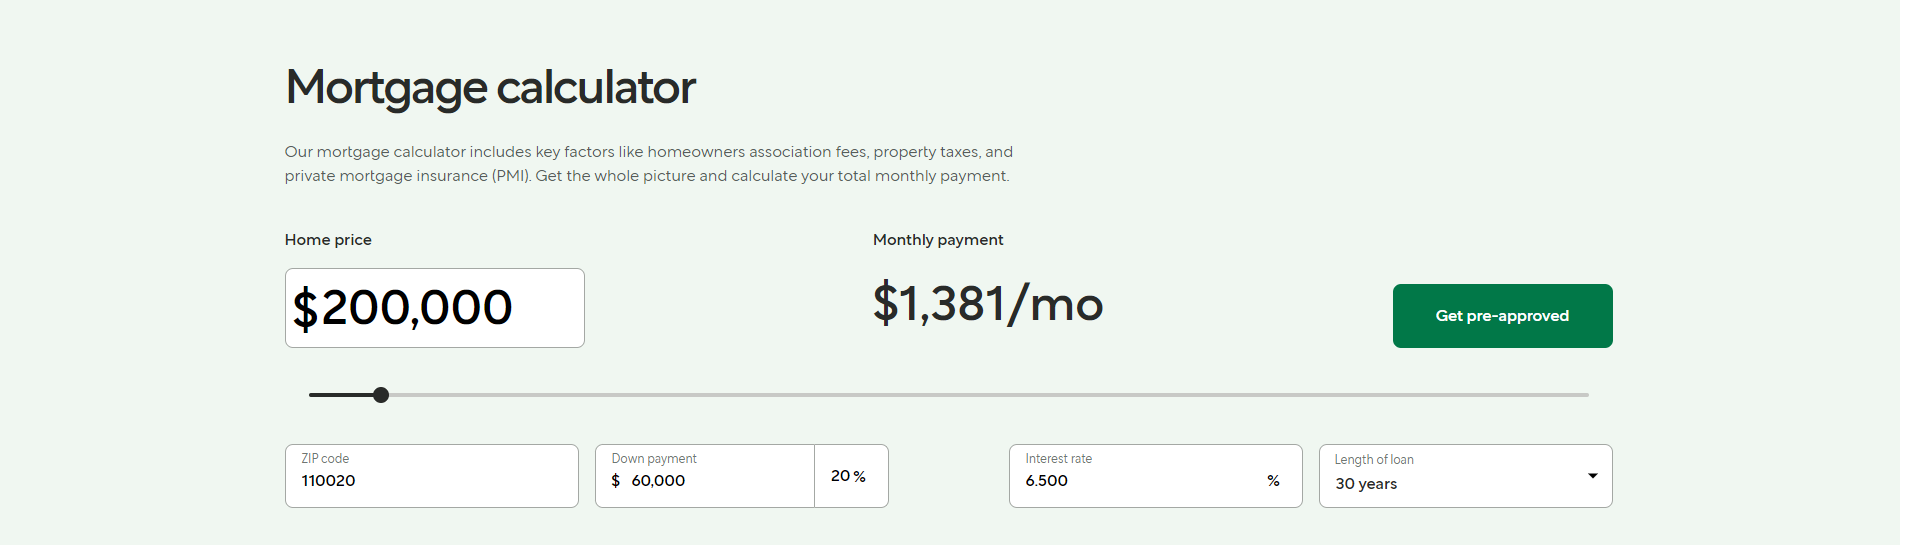 Mortgage calculator
Our mortgage calculator includes key factors like homeowners association fees, property taxes, and
private mortgage insurance (PMI). Get the whole picture and calculate your total monthly payment.
Home price
Monthly payment
$200,000
$1,381/mo
Get pre-approved
ZIP code
110020
Down payment
$ 60,000
20 %
Interest rate
6.500 %
Length of loan
30 years